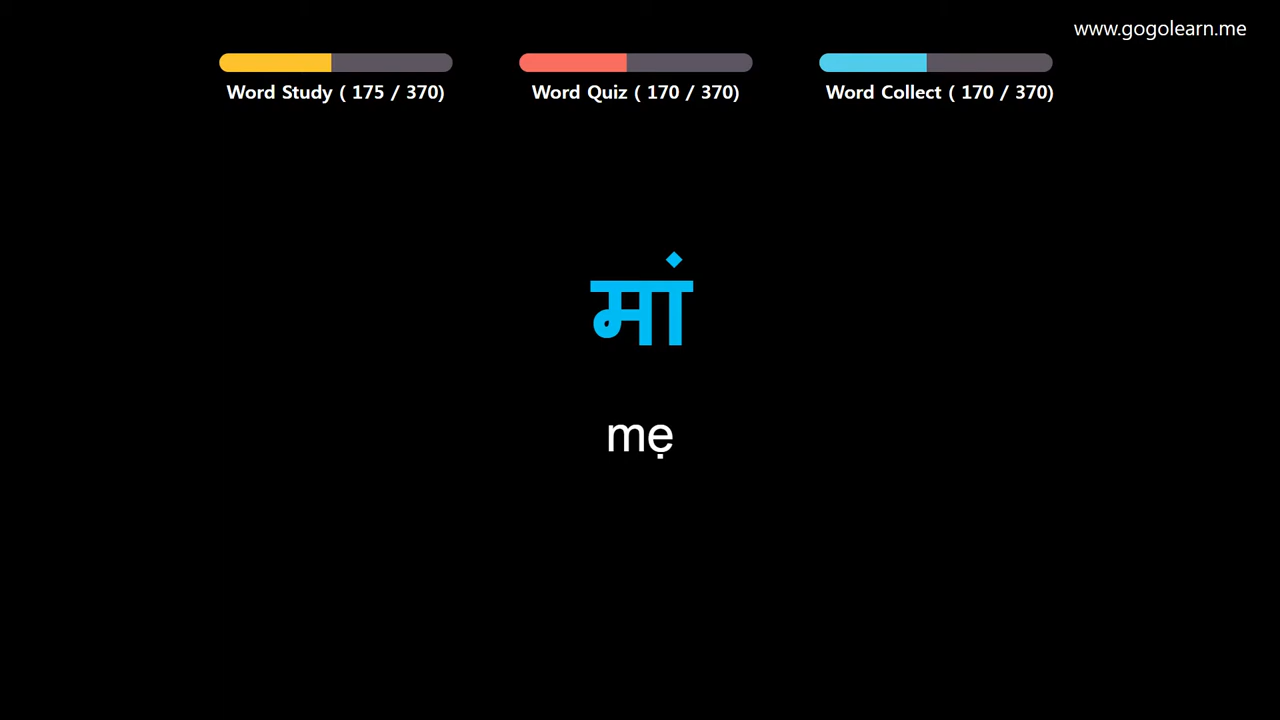 www.gogolearn.me
Word Study ( 175 / 370)
Word Quiz ( 170 / 370)
Word Collect ( 170 / 370)
मां
mẹ